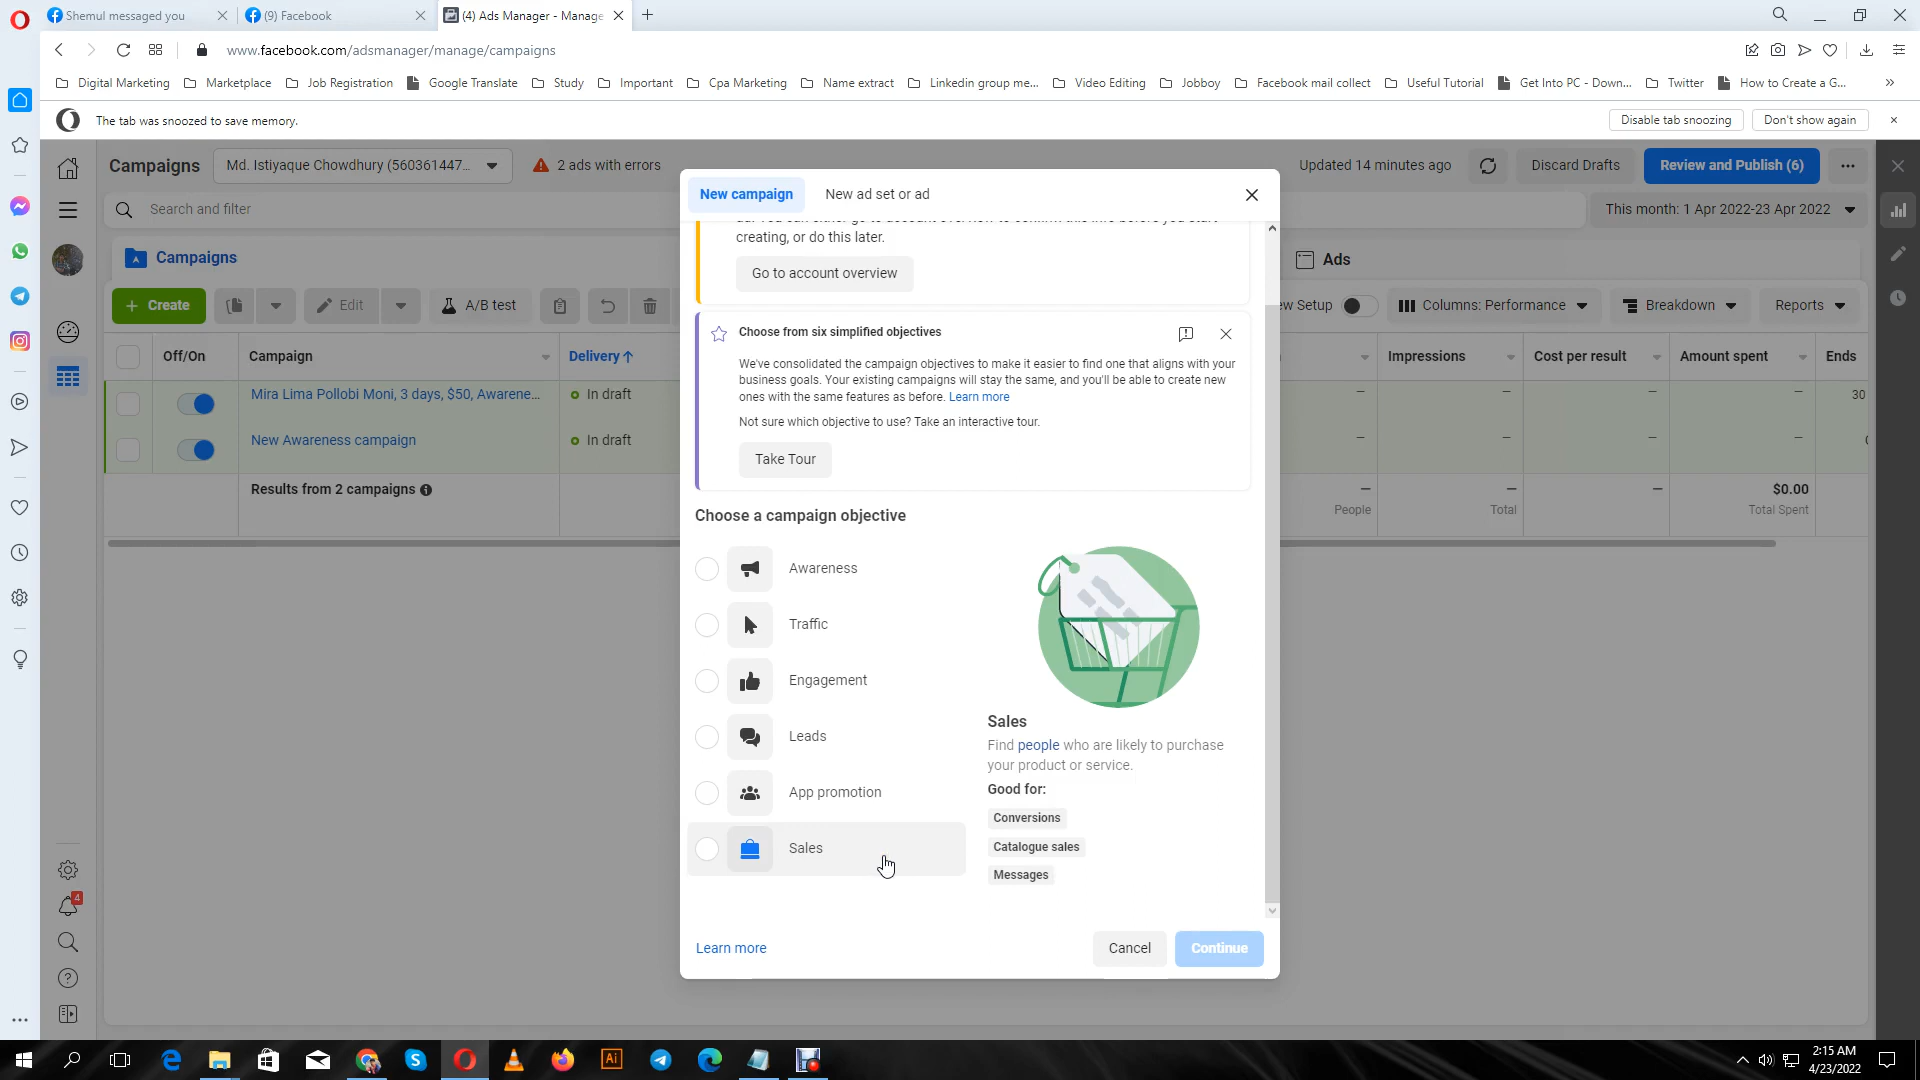 Shemul messaged you
(9) Facebook
(4) Ads Manager - Manage
www.facebook.com/adsmanager/manage/campaigns
Digital Marketing
Marketplace
Job Registration
Google Translate
Study
Important
Cpa Marketing
Name extract
Linkedin group me...
Video Editing
Jobboy
Facebook mail collect
Useful Tutorial
Get Into PC - Down...
Twitter
How to Create a G...
The tab was snoozed to save memory.
Disable tab snoozing
Don't show again
Campaigns
Md. Istiyaque Chowdhury (560361447...
2 ads with errors
Updated 14 minutes ago
Discard Drafts
Review and Publish (6)
Search and filter
This month: 1 Apr 2022-23 Apr 2022
Campaigns
Ads
+ Create
Edit
A/B test
Setup
Columns: Performance
Breakdown
Reports
Off/On
Campaign
Delivery↑
Impressions
Cost per result
Amount spent
Ends
Mira Lima Pollobi Moni, 3 days, $50, Awarene...
In draft
30
New Awareness campaign
In draft
Results from 2 campaigns
People
Total
$0.00
Total Spent
New campaign
New ad set or ad
creating, or do this later.
Go to account overview
Choose from six simplified objectives
We've consolidated the campaign objectives to make it easier to find one that aligns with your
business goals. Your existing campaigns will stay the same, and you'll be able to create new
ones with the same features as before. Learn more
Not sure which objective to use? Take an interactive tour.
Take Tour
Choose a campaign objective
Awareness
Traffic
Engagement
Leads
App promotion
Sales
Sales
Find people who are likely to purchase
your product or service.
Good for:
Conversions
Catalogue sales
Messages
Learn more
Cancel
Continue
4
Ai
2:15 AM
4/23/2022